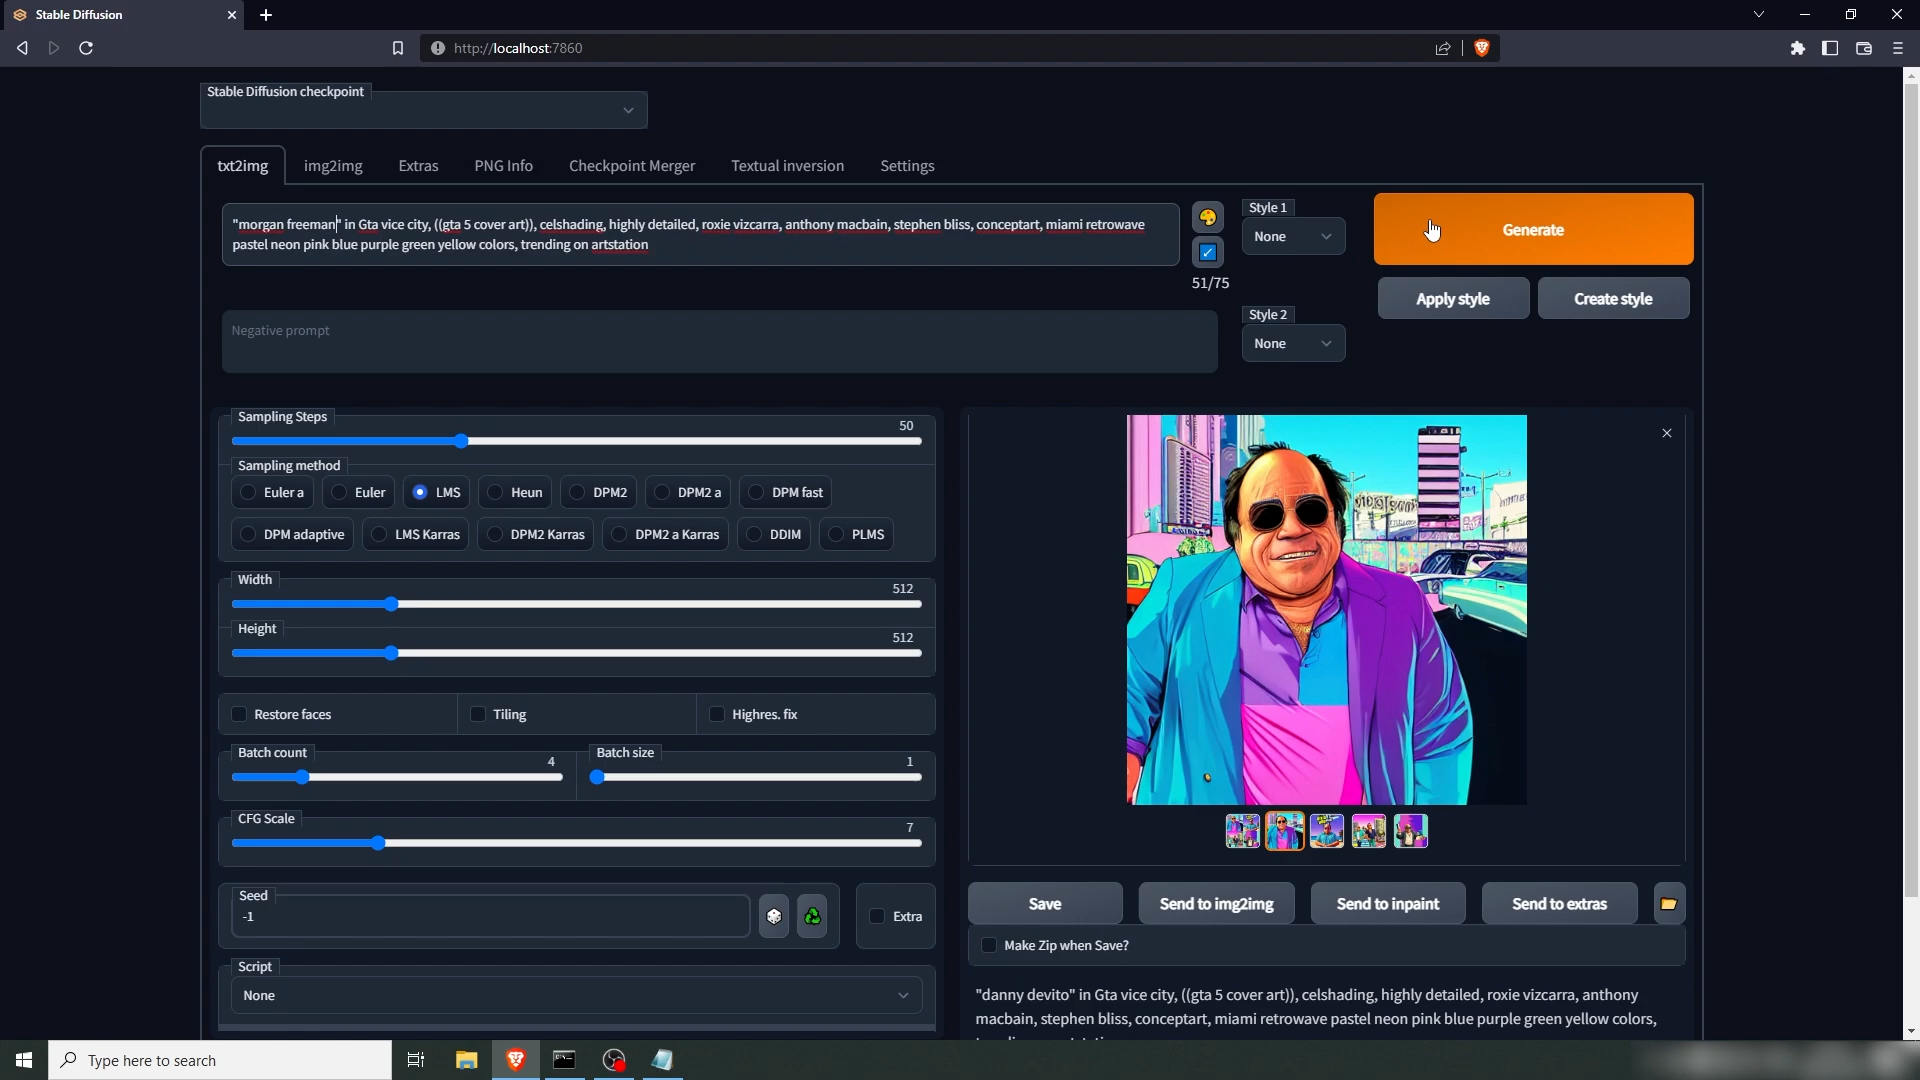 Stable Diffusion
http://localhost:7860
Stable Diffusion checkpoint
txt2img
img2img
Extras
PNG Info
Checkpoint Merger
Textual inversion
Settings
"morgan freeman" in Gta vice city, ((gta 5 cover art)), celshading, highly detailed, roxie vizcarra, anthony macbain, stephen bliss, conceptart, miami retrowave
pastel neon pink blue purple green yellow colors, trending on artstation
51/75
Style 1
None
Generate
Apply style
Create style
Negative prompt
Style 2
None
Sampling Steps
50
Sampling method
Euler a
Euler
LMS
Heun
DPM2
DPM2 a
DPM fast
DPM adaptive
LMS Karras
DPM2 Karras
DPM2 a Karras
DDIM
PLMS
Width
512
Height
512
Restore faces
Tiling
Highres. fix
Batch count
4
Batch size
1
CFG Scale
7
Seed
-1
Extra
Script
None
Save
Send to img2img
Send to inpaint
Send to extras
Make Zip when Save?
"danny devito" in Gta vice city, ((gta 5 cover art)), celshading, highly detailed, roxie vizcarra, anthony
macbain, stephen bliss, conceptart, miami retrowave pastel neon pink blue purple green yellow colors,
Type here to search